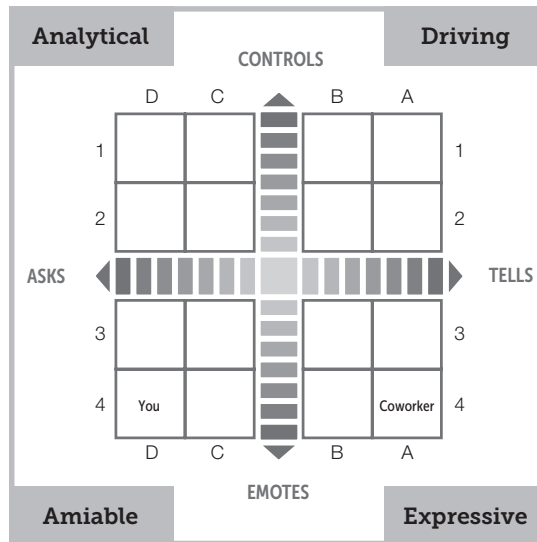 Analytical
Driving
CONTROLS
D C B A
1 1
2 2
ASKS TELLS
3 3
4 You Coworker 4
D C B A
EMOTES
Amiable
Expressive